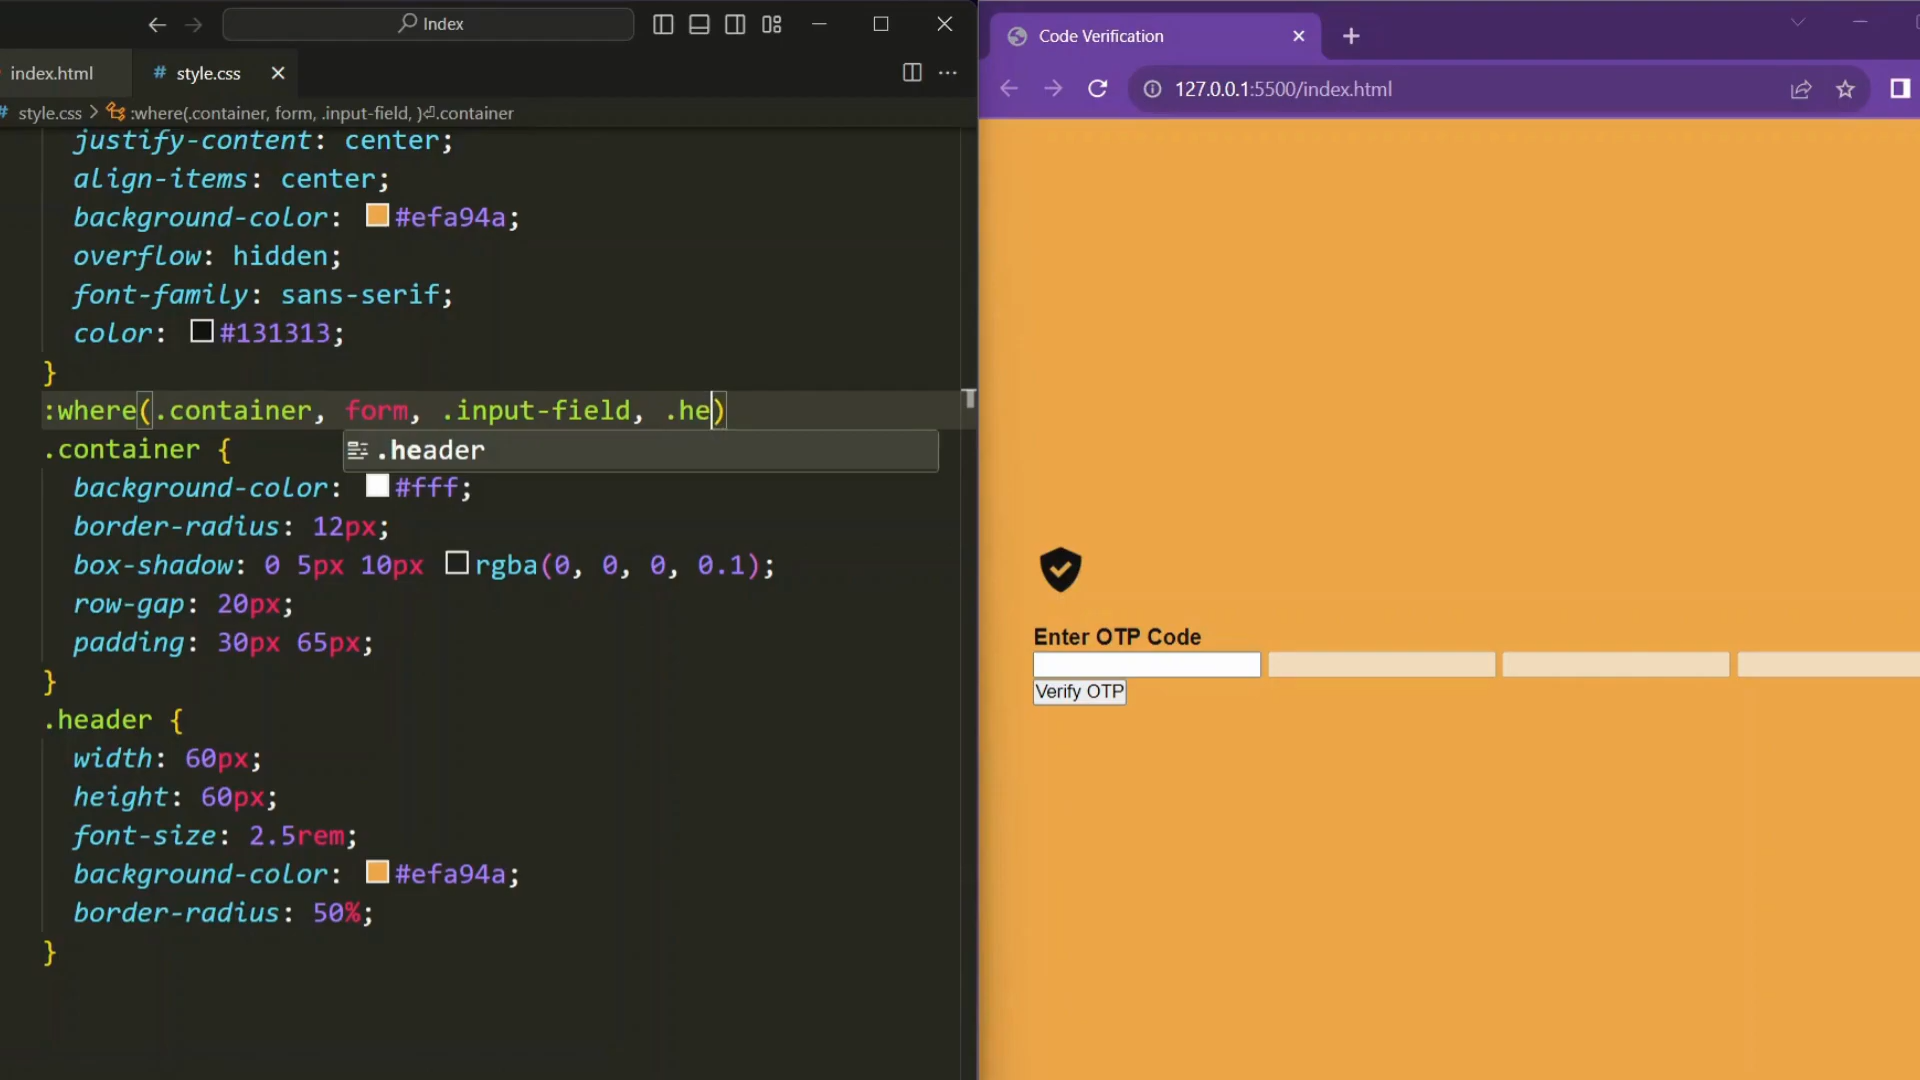 Index
index.html
# style.css
# style.css > :where(.container, form, .input-field, )⏎.container
justify-content: center;
align-items: center;
background-color: #efa94a;
overflow: hidden;
font-family: sans-serif;
color: #131313;
}
:where(.container, form, .input-field, .he)
.header
.container {
background-color: #fff;
border-radius: 12px;
box-shadow: 0 5px 10px rgba(0, 0, 0, 0.1);
row-gap: 20px;
padding: 30px 65px;
}
.header {
width: 60px;
height: 60px;
font-size: 2.5rem;
background-color: #efa94a;
border-radius: 50%;
}
Code Verification
127.0.0.1:5500/index.html
Enter OTP Code
Verify OTP